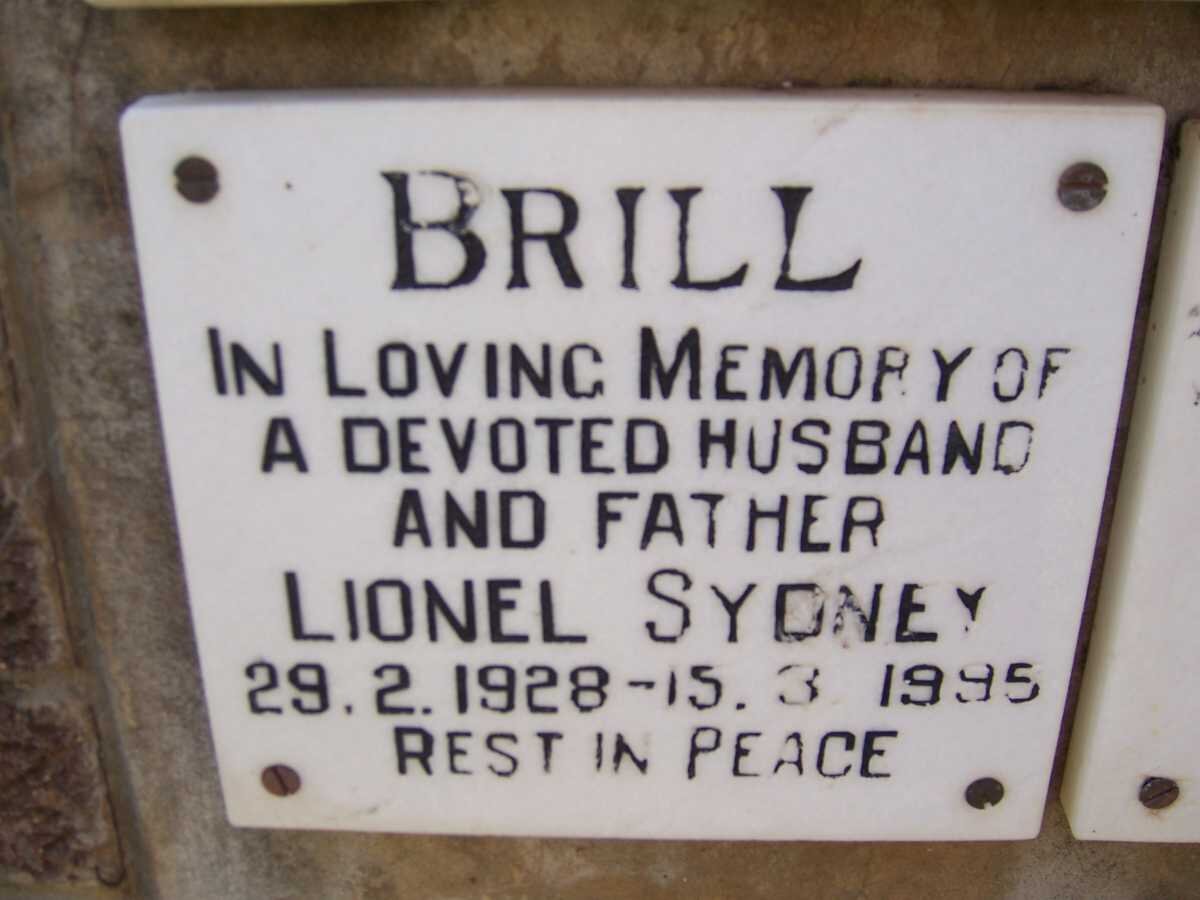 BRILL
IN LOVING MEMORY OF
A DEVOTED HUSBAND
AND FATHER
LIONEL SYDNEY
29.2.1928-15.3.1995
REST IN PEACE